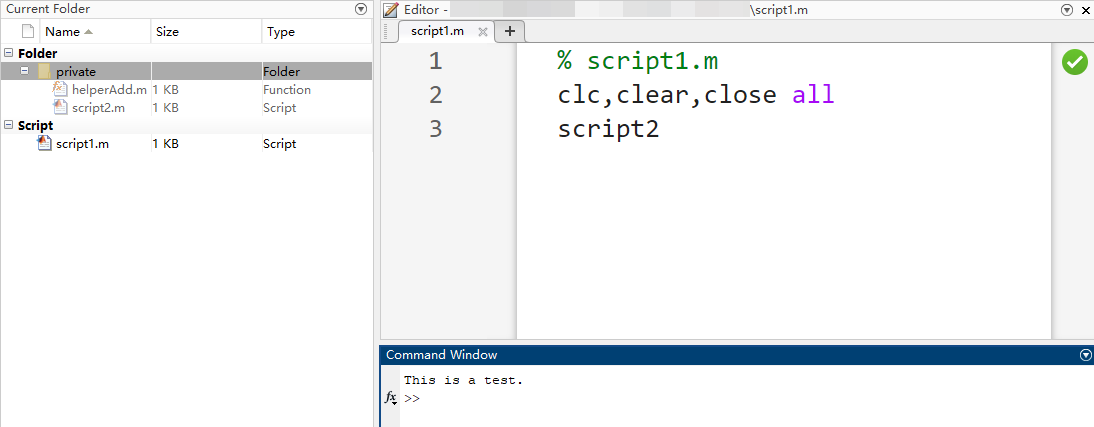 Current Folder
Name Size Type
Folder
private Folder
helperAdd.m 1 KB Function
script2.m 1 KB Script
Script
script1.m 1 KB Script
Editor - \script1.m
script1.m
1 % script1.m
2 clc,clear,close all
3 script2
Command Window
This is a test.
fx >>